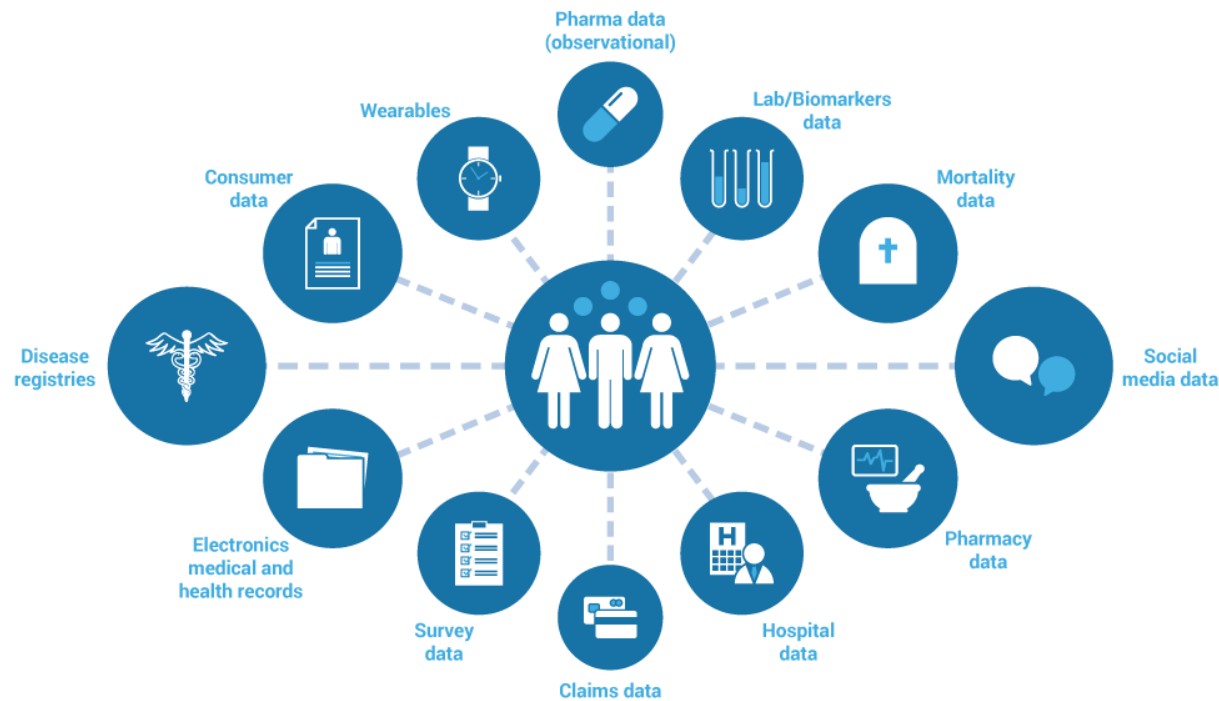 Pharma data
(observational)
Wearables
Lab/Biomarkers
data
Consumer
data
Mortality
data
Disease
registries
Social
media data
Electronics
medical and
health records
Pharmacy
data
Survey
data
H
Hospital
data
Claims data